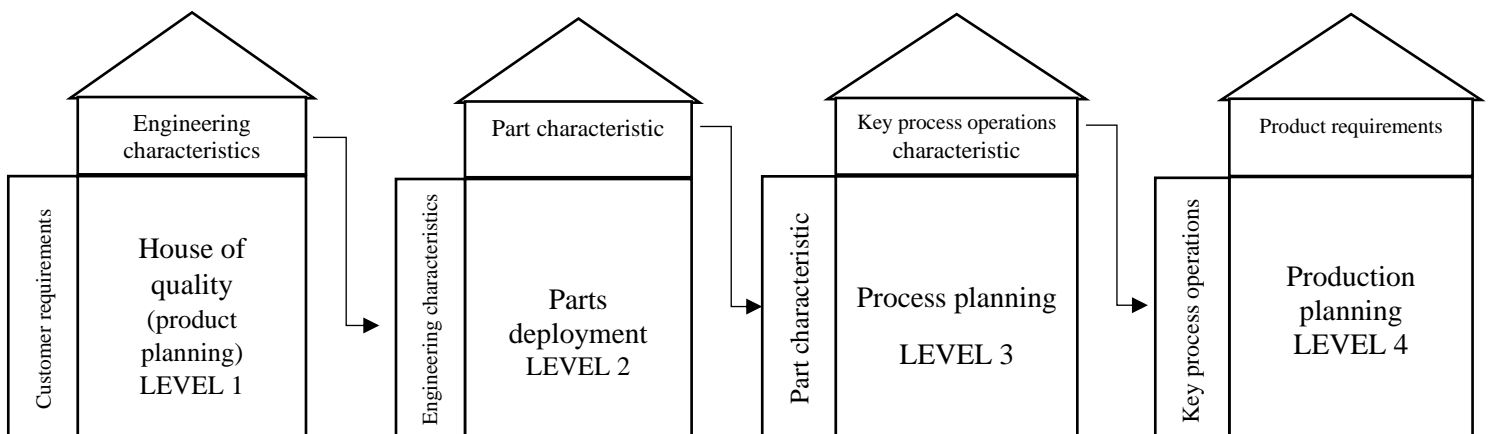 Engineering
characteristics
Customer requirements
House of
quality
(product
planning)
LEVEL 1
Part characteristic
Engineering characteristics
Parts
deployment
LEVEL 2
Key process operations
characteristic
Part characteristic
Process planning
LEVEL 3
Product requirements
Key process operations
Production
planning
LEVEL 4